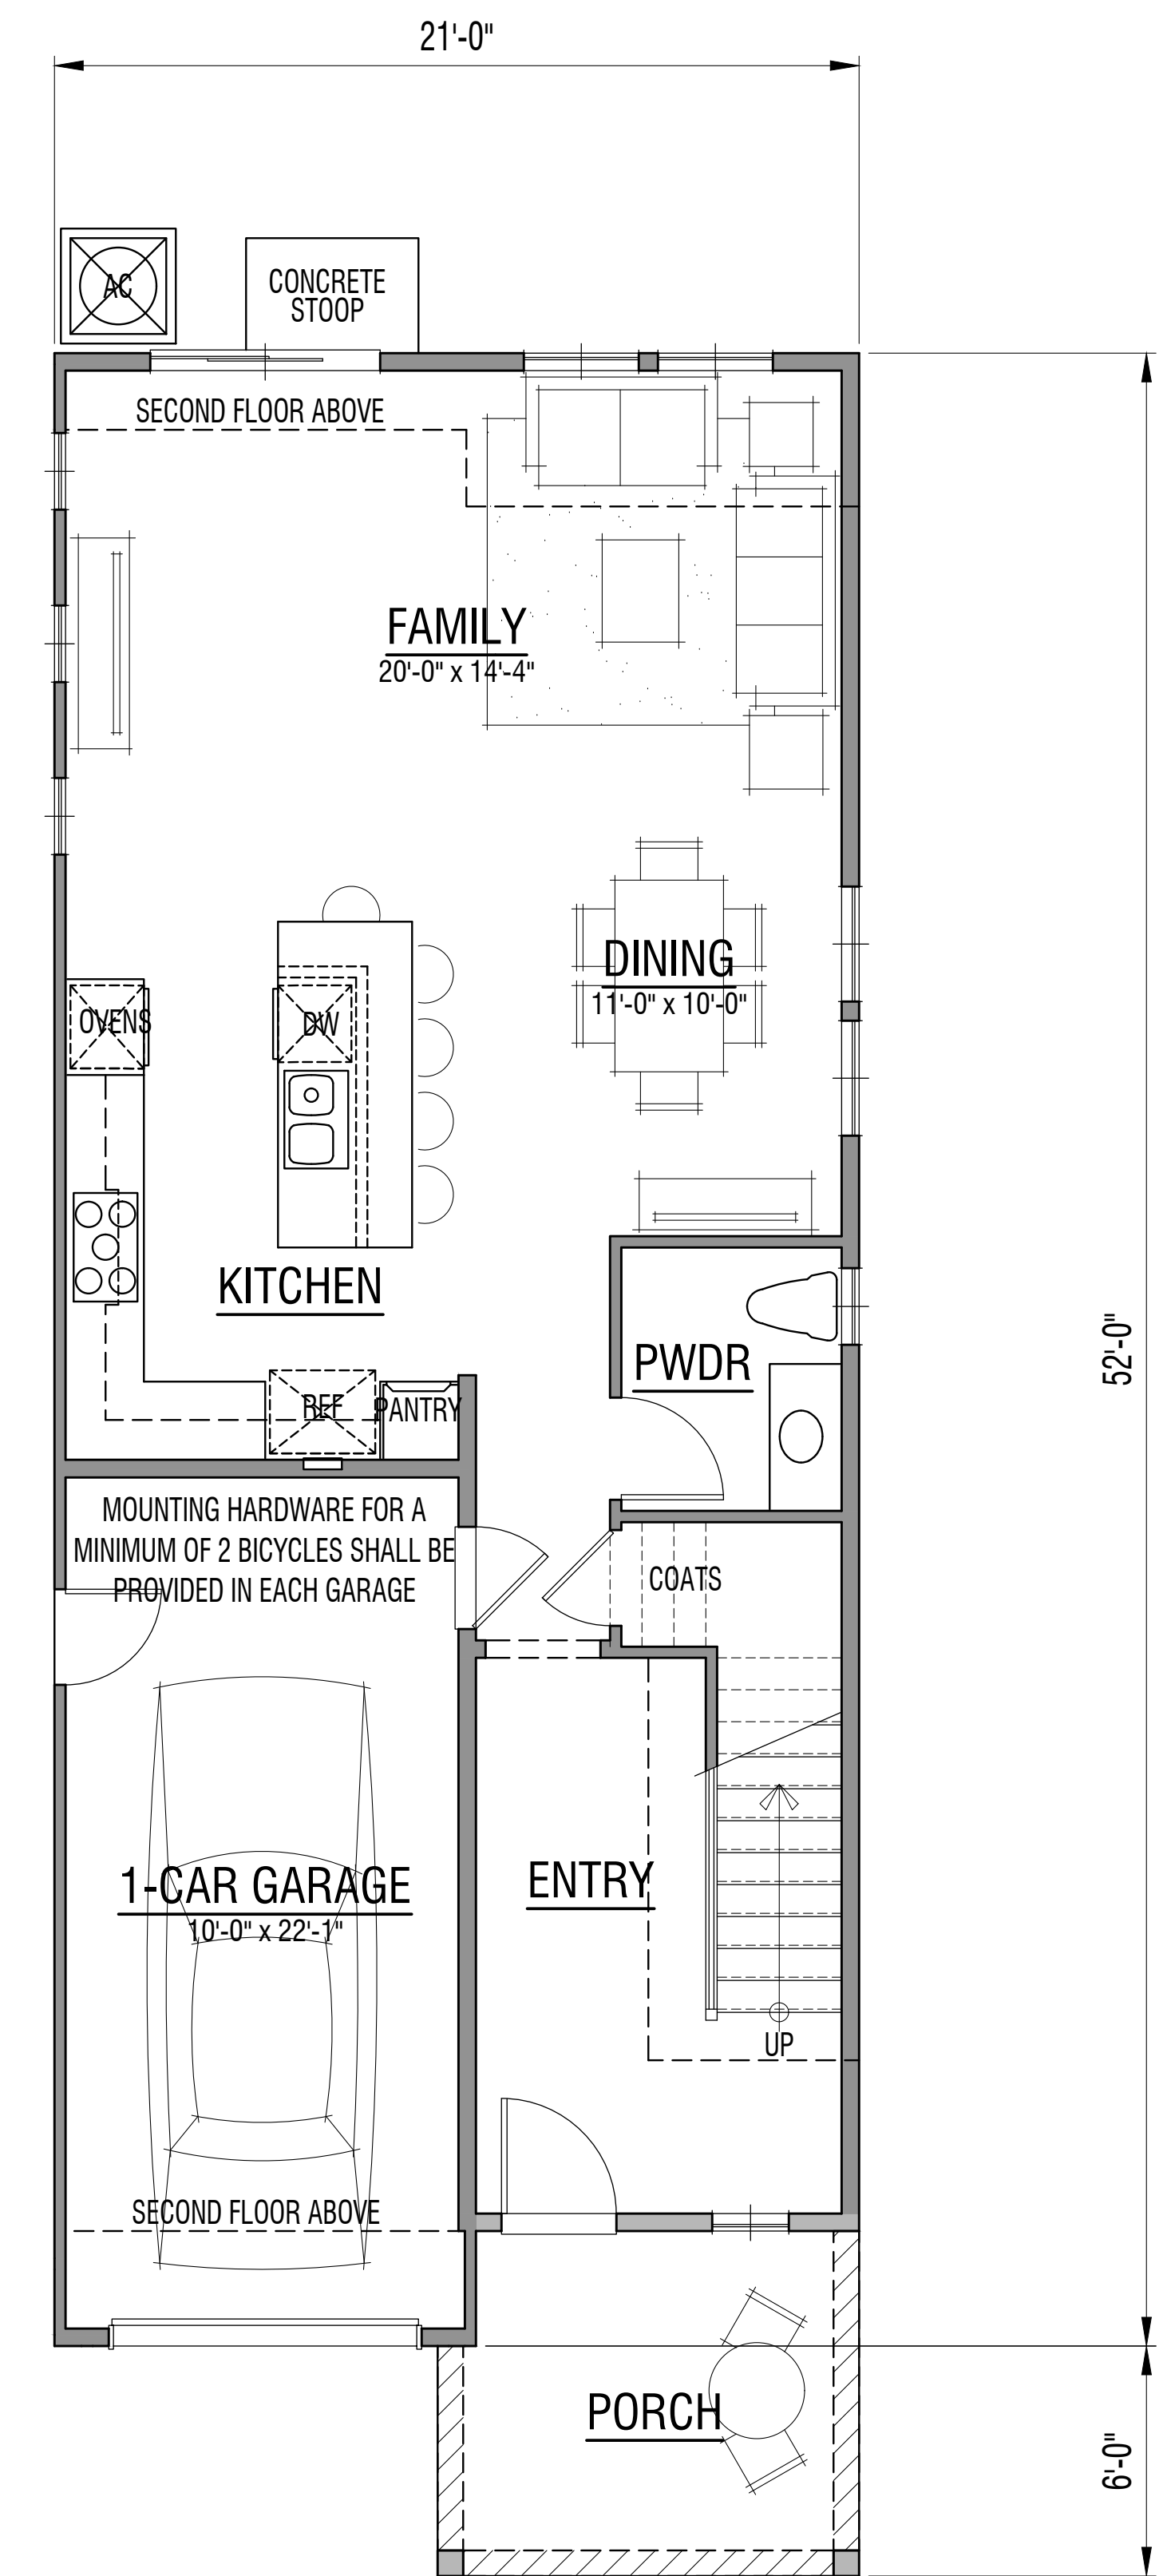 21'-0"
AC
CONCRETE
STOOP
SECOND FLOOR ABOVE
FAMILY
20'-0" x 14'-4"
DINING
11'-0" x 10'-0"
OVENS
DW
KITCHEN
52'-0"
PWDR
REF
PANTRY
MOUNTING HARDWARE FOR A
MINIMUM OF 2 BICYCLES SHALL BE
PROVIDED IN EACH GARAGE
COATS
1-CAR GARAGE
10'-0" x 22'-1"
ENTRY
UP
SECOND FLOOR ABOVE
PORCH
6'-0"